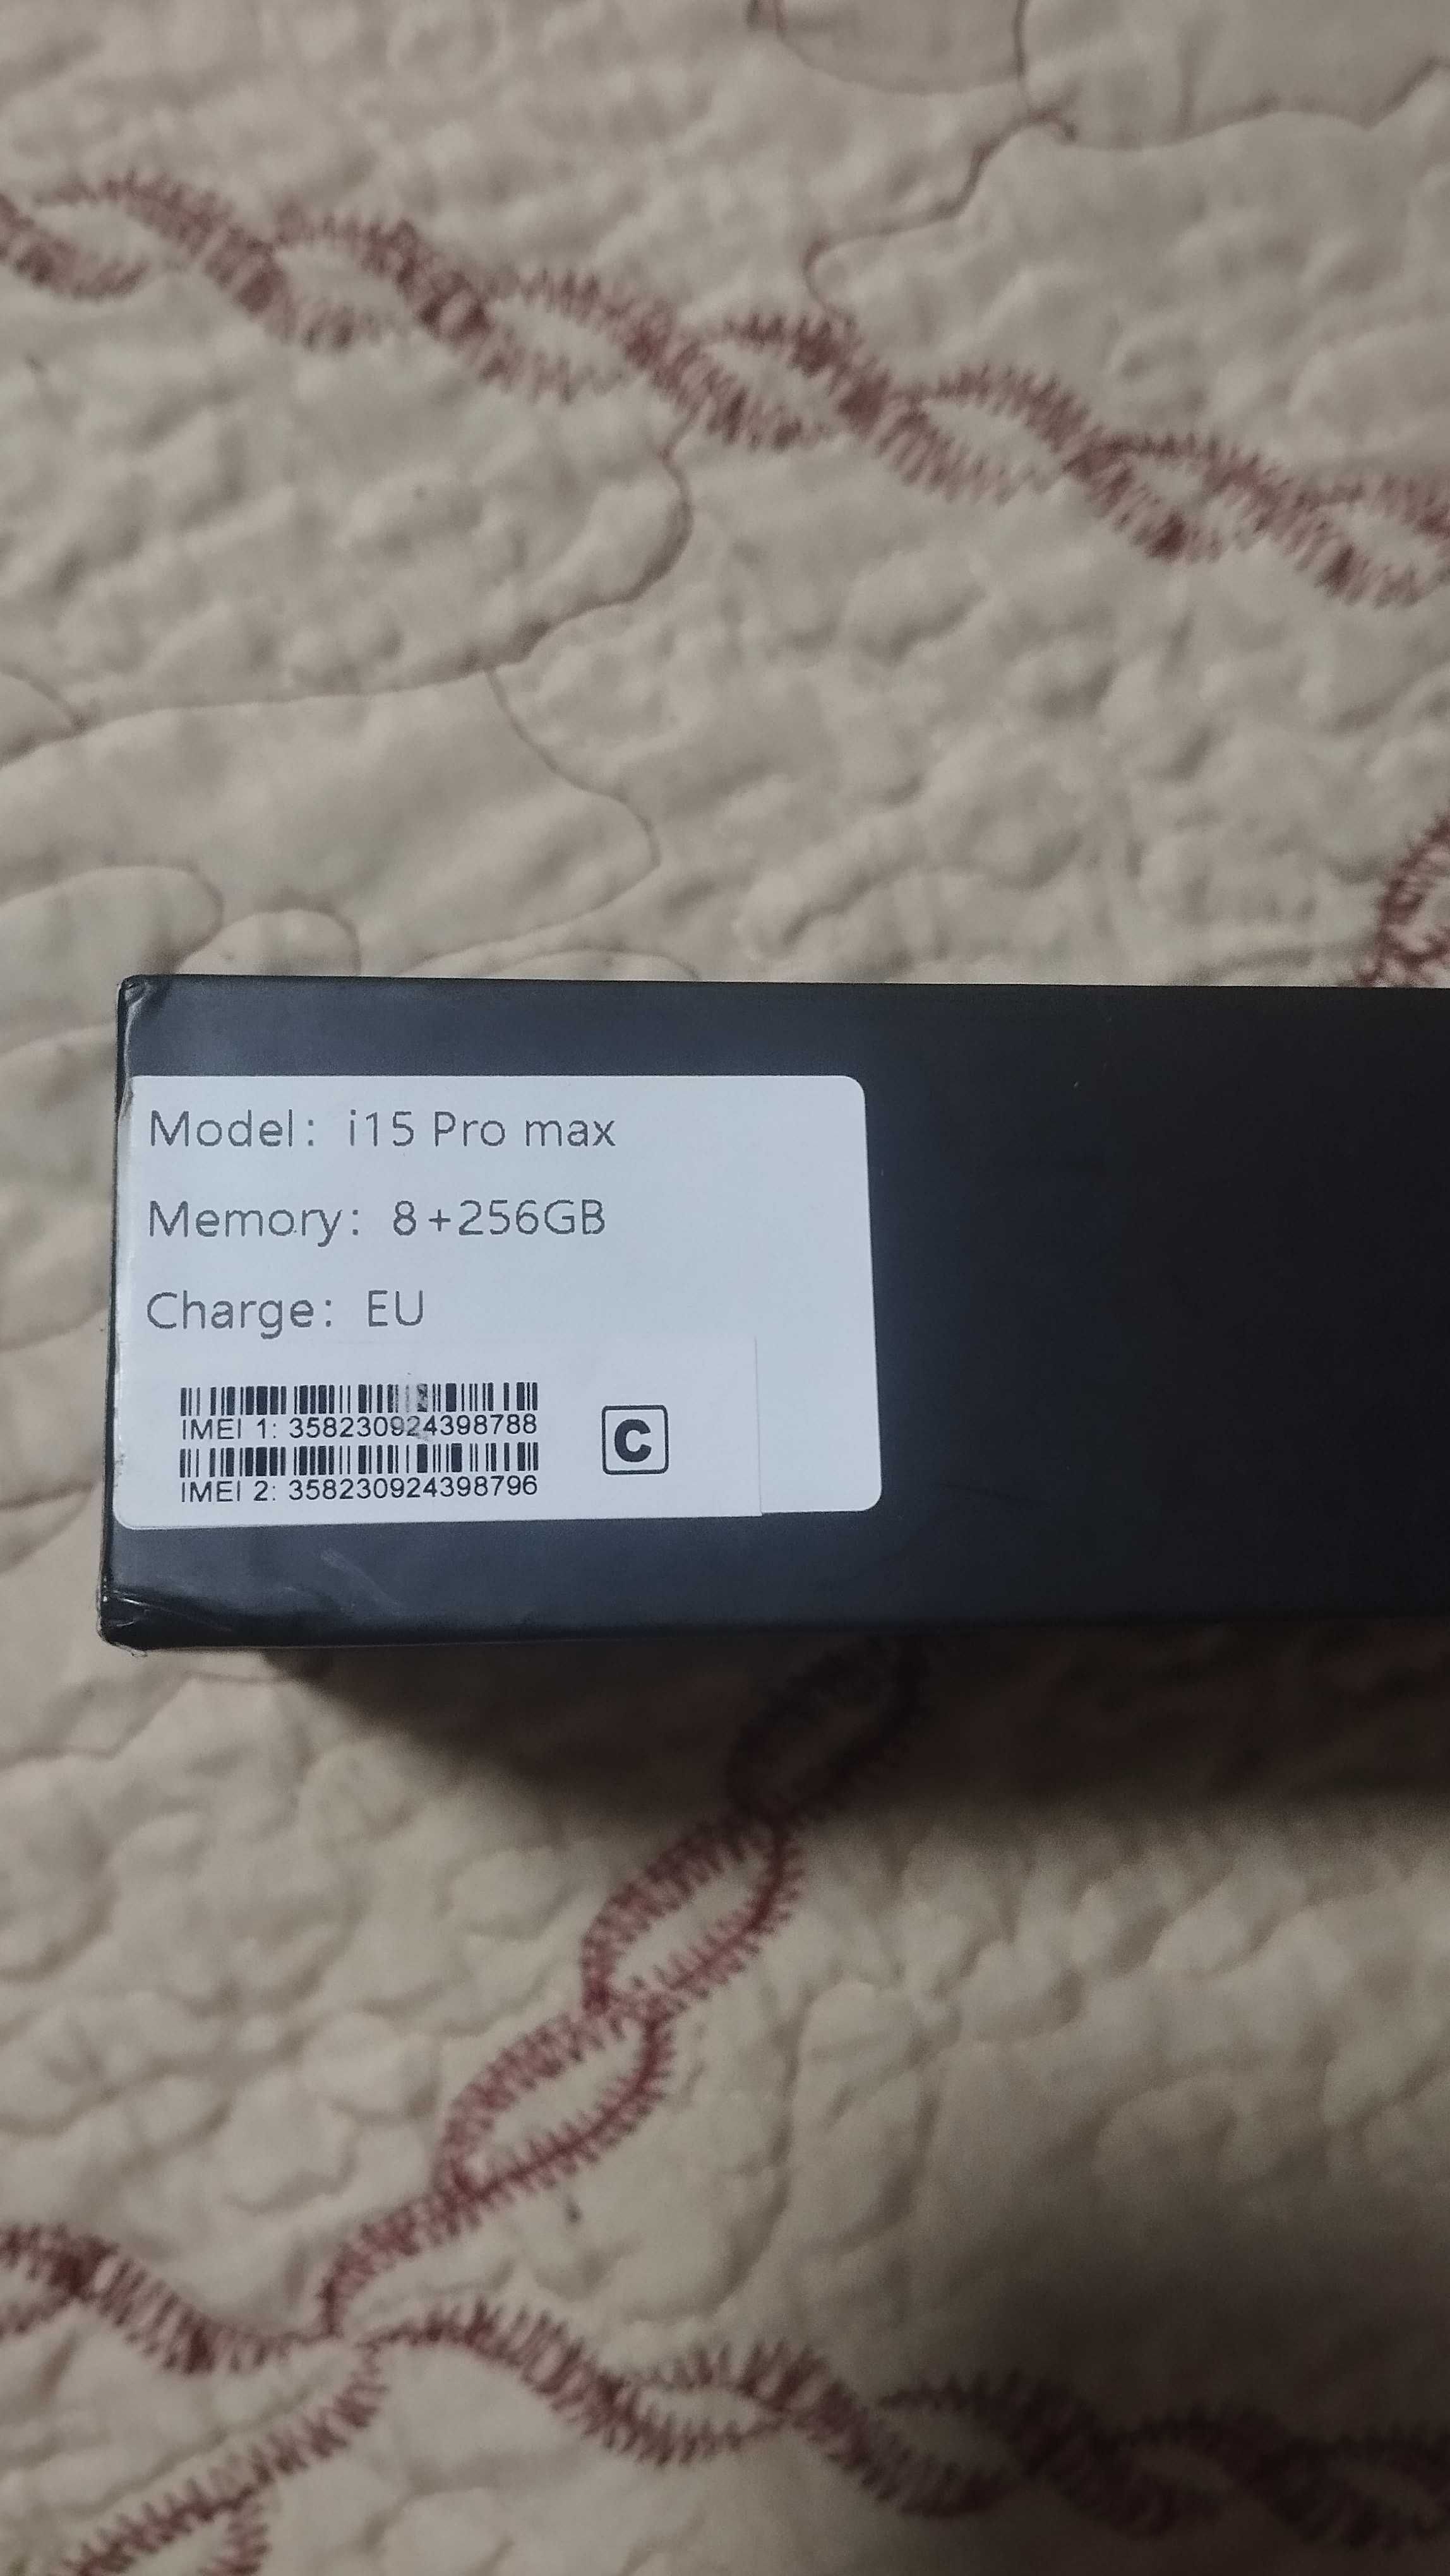 Model: i15 Pro max
Memory: 8+256GB
Charge: EU
IMEI 1: 358230924398788
IMEI 2: 358230924398796
C